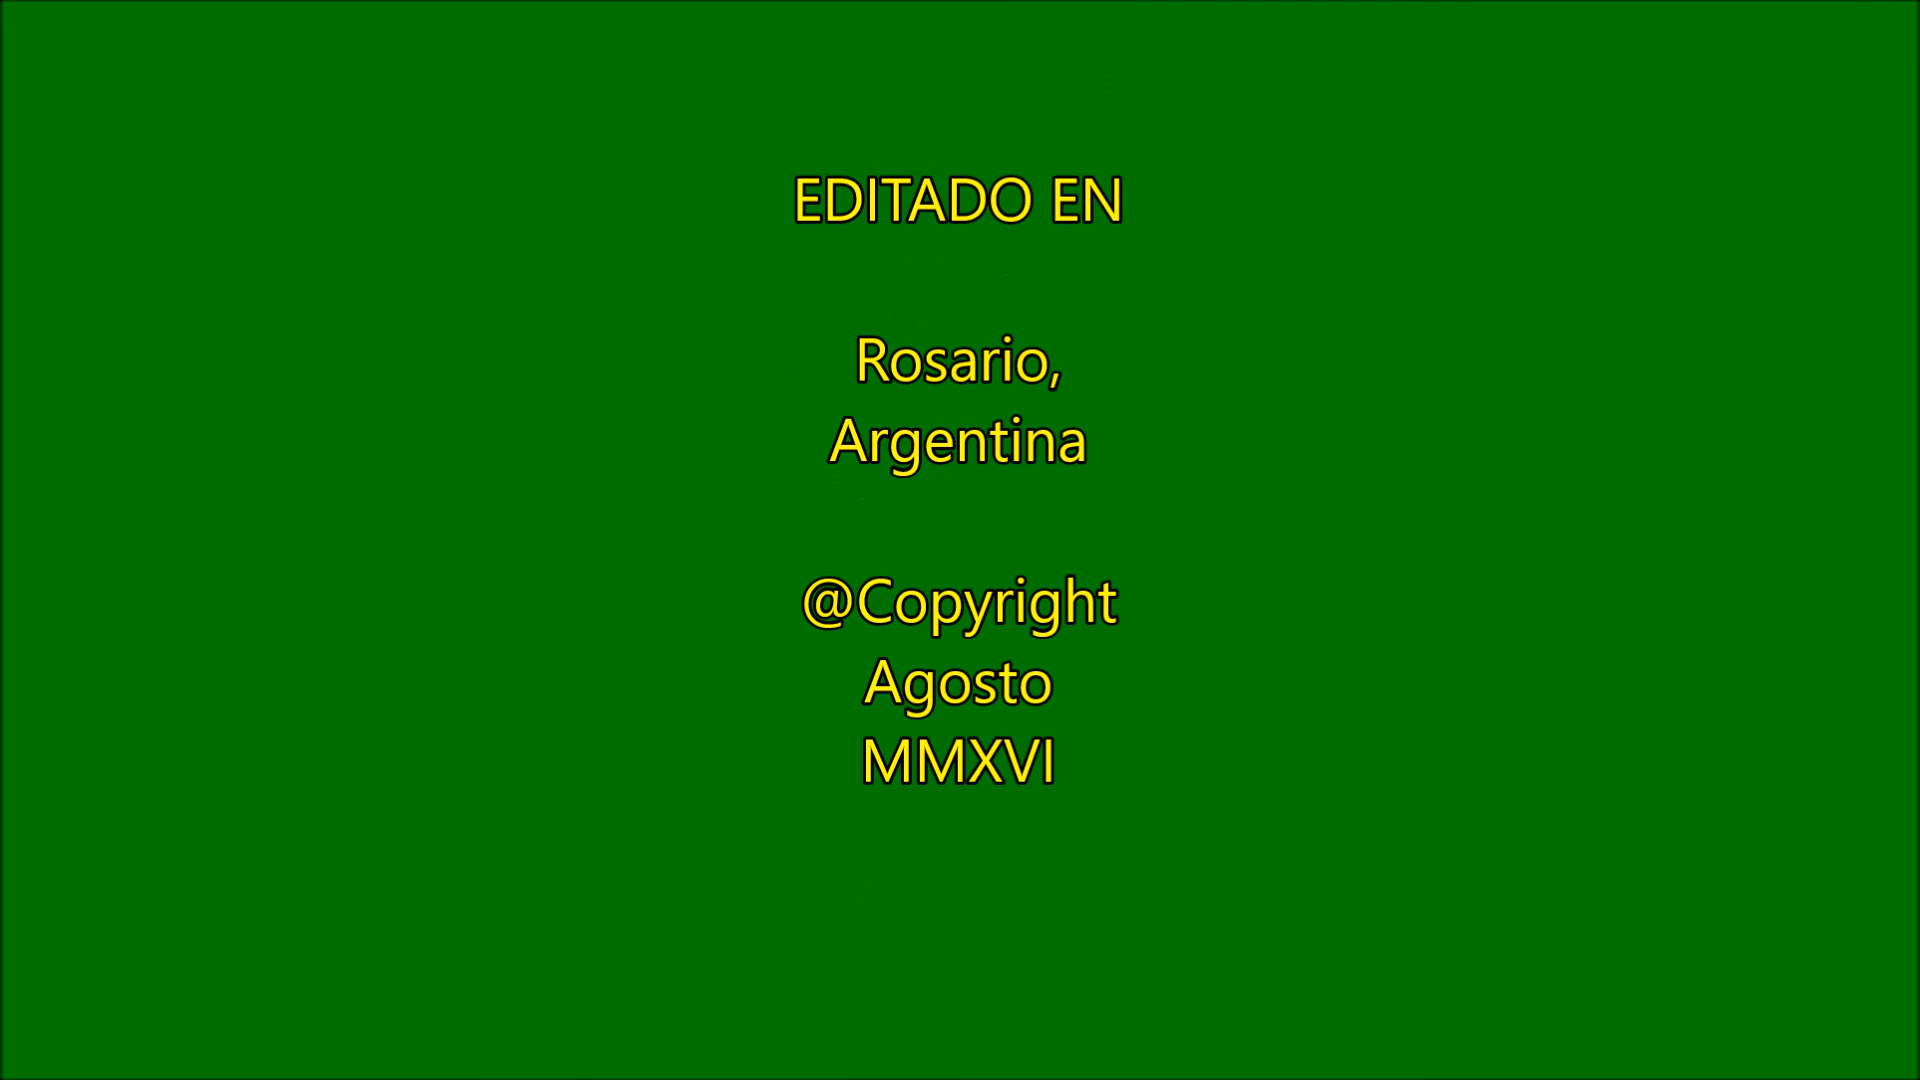 EDITADO EN
Rosario,
Argentina
@Copyright
Agosto
MMXVI